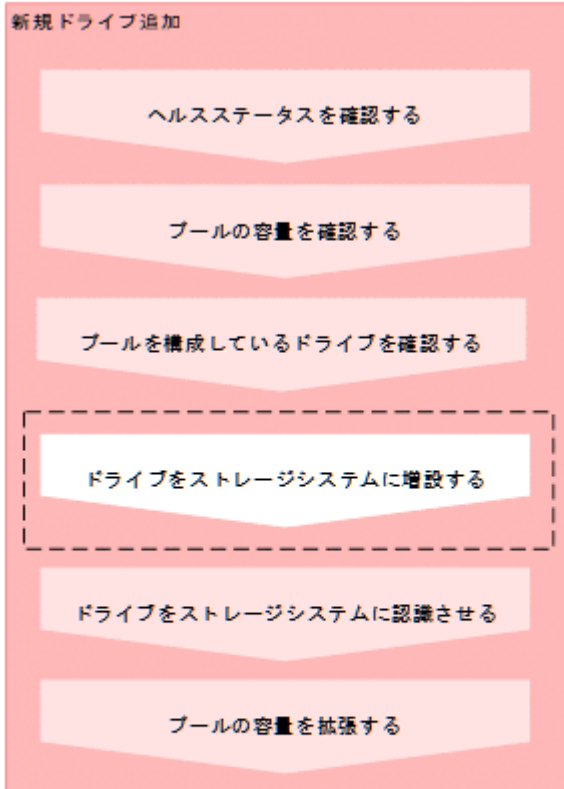 新規ドライブ追加
ヘルスステータスを確認する
プールの容量を確認する
プールを構成しているドライブを確認する
ドライブをストレージシステムに増設する
ドライブをストレージシステムに認識させる
プールの容量を拡張する